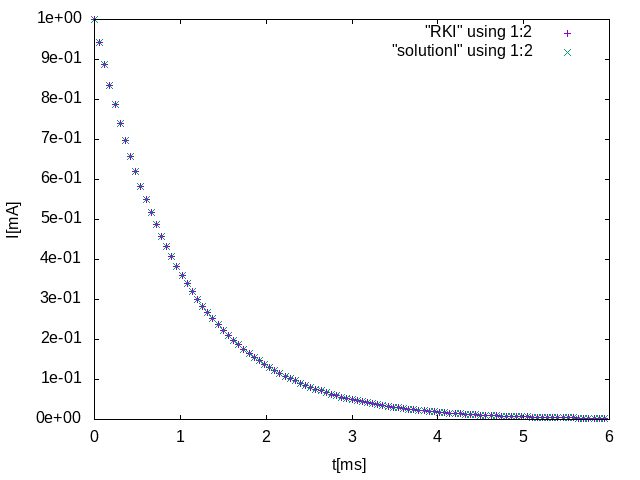 "RKI" using 1:2
"solutionI" using 1:2
1e+00
9e-01
8e-01
7e-01
6e-01
5e-01
4e-01
3e-01
2e-01
1e-01
0e+00
I[mA]
0 1 2 3 4 5 6
t[ms]